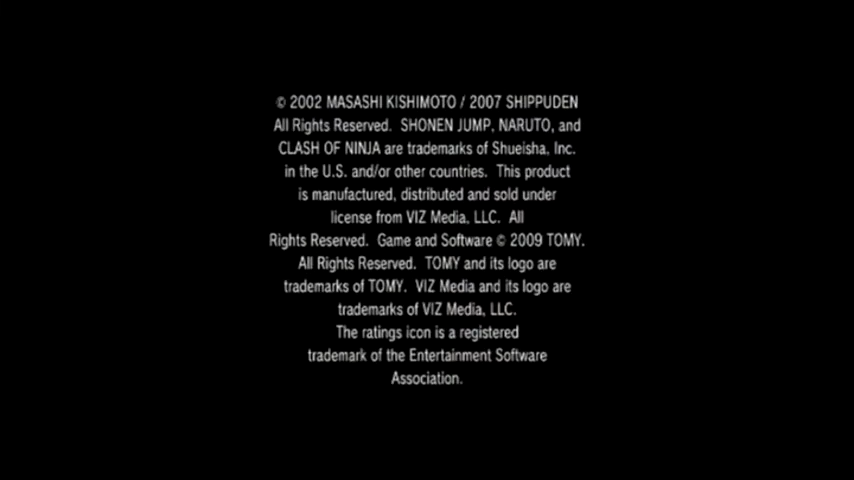 © 2002 MASASHI KISHIMOTO / 2007 SHIPPUDEN
All Rights Reserved. SHONEN JUMP, NARUTO, and
CLASH OF NINJA are trademarks of Shueisha, Inc.
in the U.S. and/or other countries. This product
is manufactured, distributed and sold under
license from VIZ Media, LLC. All
Rights Reserved. Game and Software © 2009 TOMY.
All Rights Reserved. TOMY and its logo are
trademarks of TOMY. VIZ Media and its logo are
trademarks of VIZ Media, LLC.
The ratings icon is a registered
trademark of the Entertainment Software
Association.